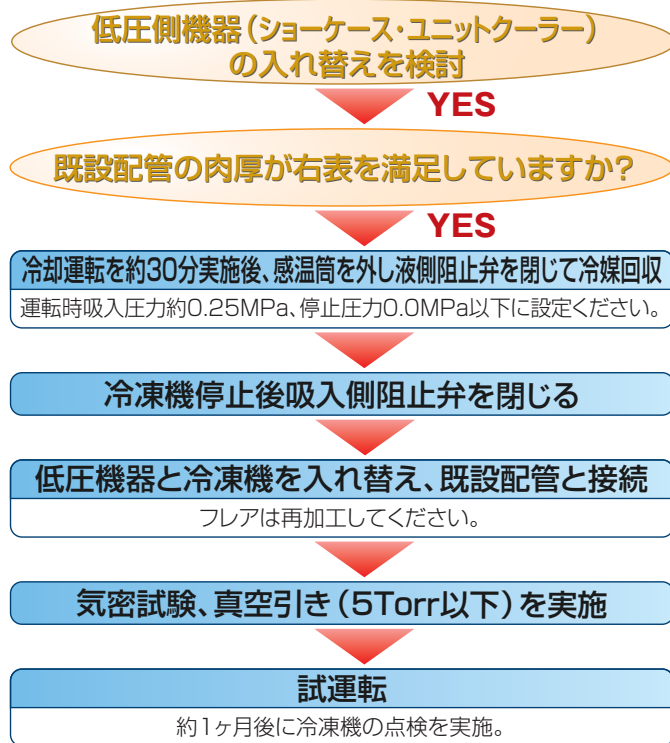 低圧側機器(ショーケース・ユニットクーラー)
の入れ替えを検討
YES
既設配管の肉厚が右表を満足していますか?
YES
冷却運転を約30分実施後、感温筒を外し液側阻止弁を閉じて冷媒回収
運転時吸入圧力約0.25MPa、停止圧力0.0MPa以下に設定ください。
冷凍機停止後吸入側阻止弁を閉じる
低圧機器と冷凍機を入れ替え、既設配管と接続
フレアは再加工してください。
気密試験、真空引き(5Torr以下)を実施
試運転
約1ヶ月後に冷凍機の点検を実施。